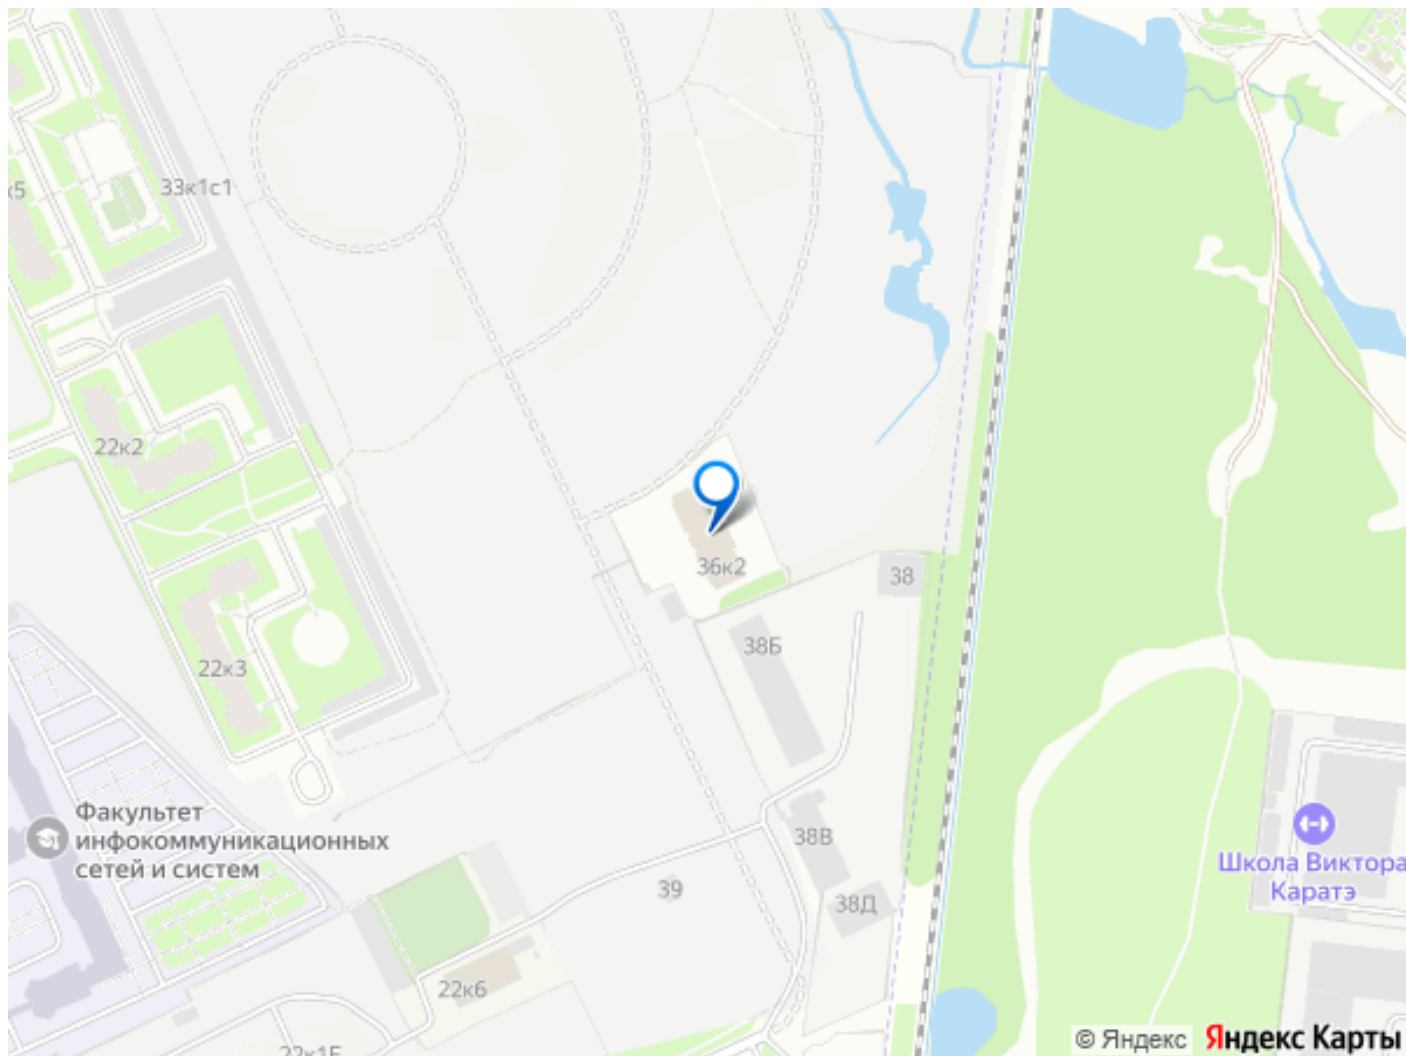 33к1с1
к5
22к2
36к2
38
38Б
22к3
Факультет
инфокоммуникационных
сетей и систем
38В
Школа Виктора
Каратэ
39
38Д
22к6
© Яндекс
Яндекс Карты